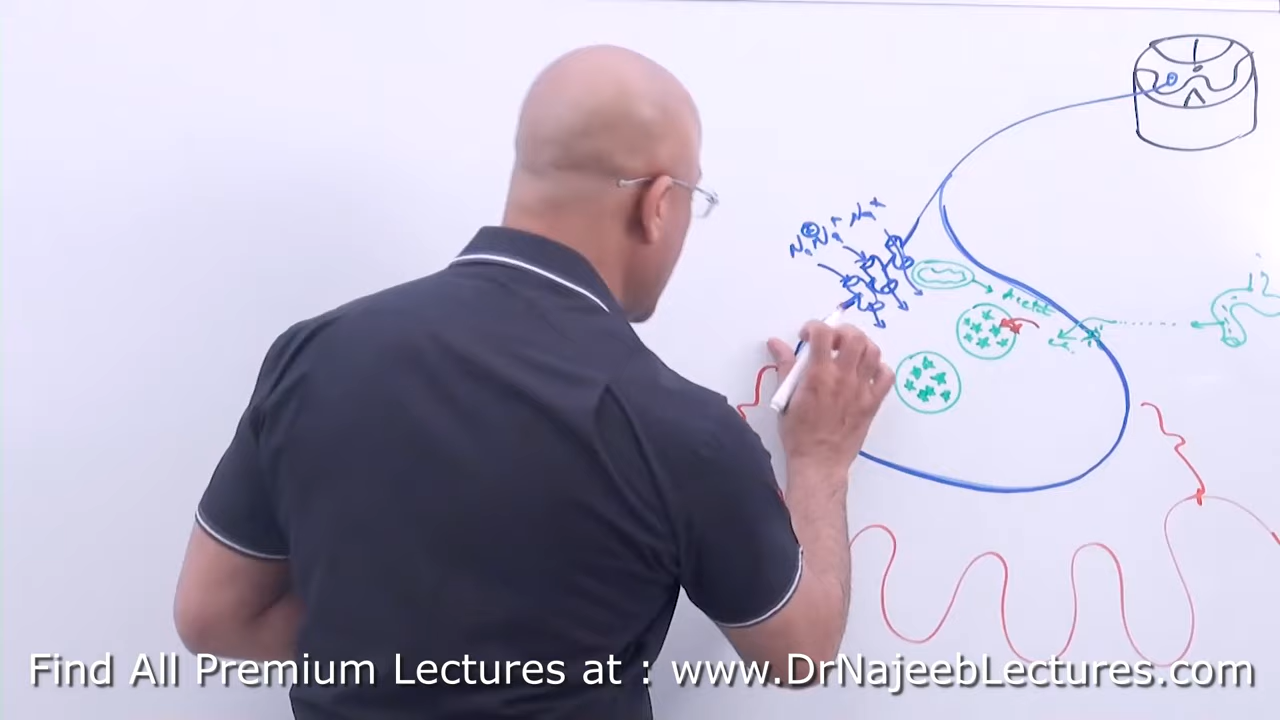 Na⁺ Na⁺ Na⁺
Find All Premium Lectures at : www.DrNajeebLectures.com